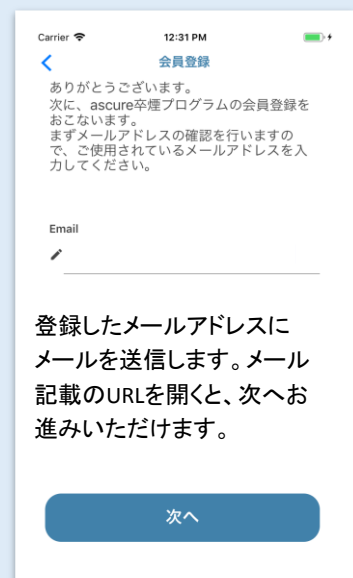 Carrier 12:31 PM
会員登録
ありがとうございます。
次に、ascure卒煙プログラムの会員登録を
おこないます。
まずメールアドレスの確認を行いますの
で、ご使用されているメールアドレスを入
力してください。
Email
登録したメールアドレスに
メールを送信します。メール
記載のURLを開くと、次へお
進みいただけます。
次へ